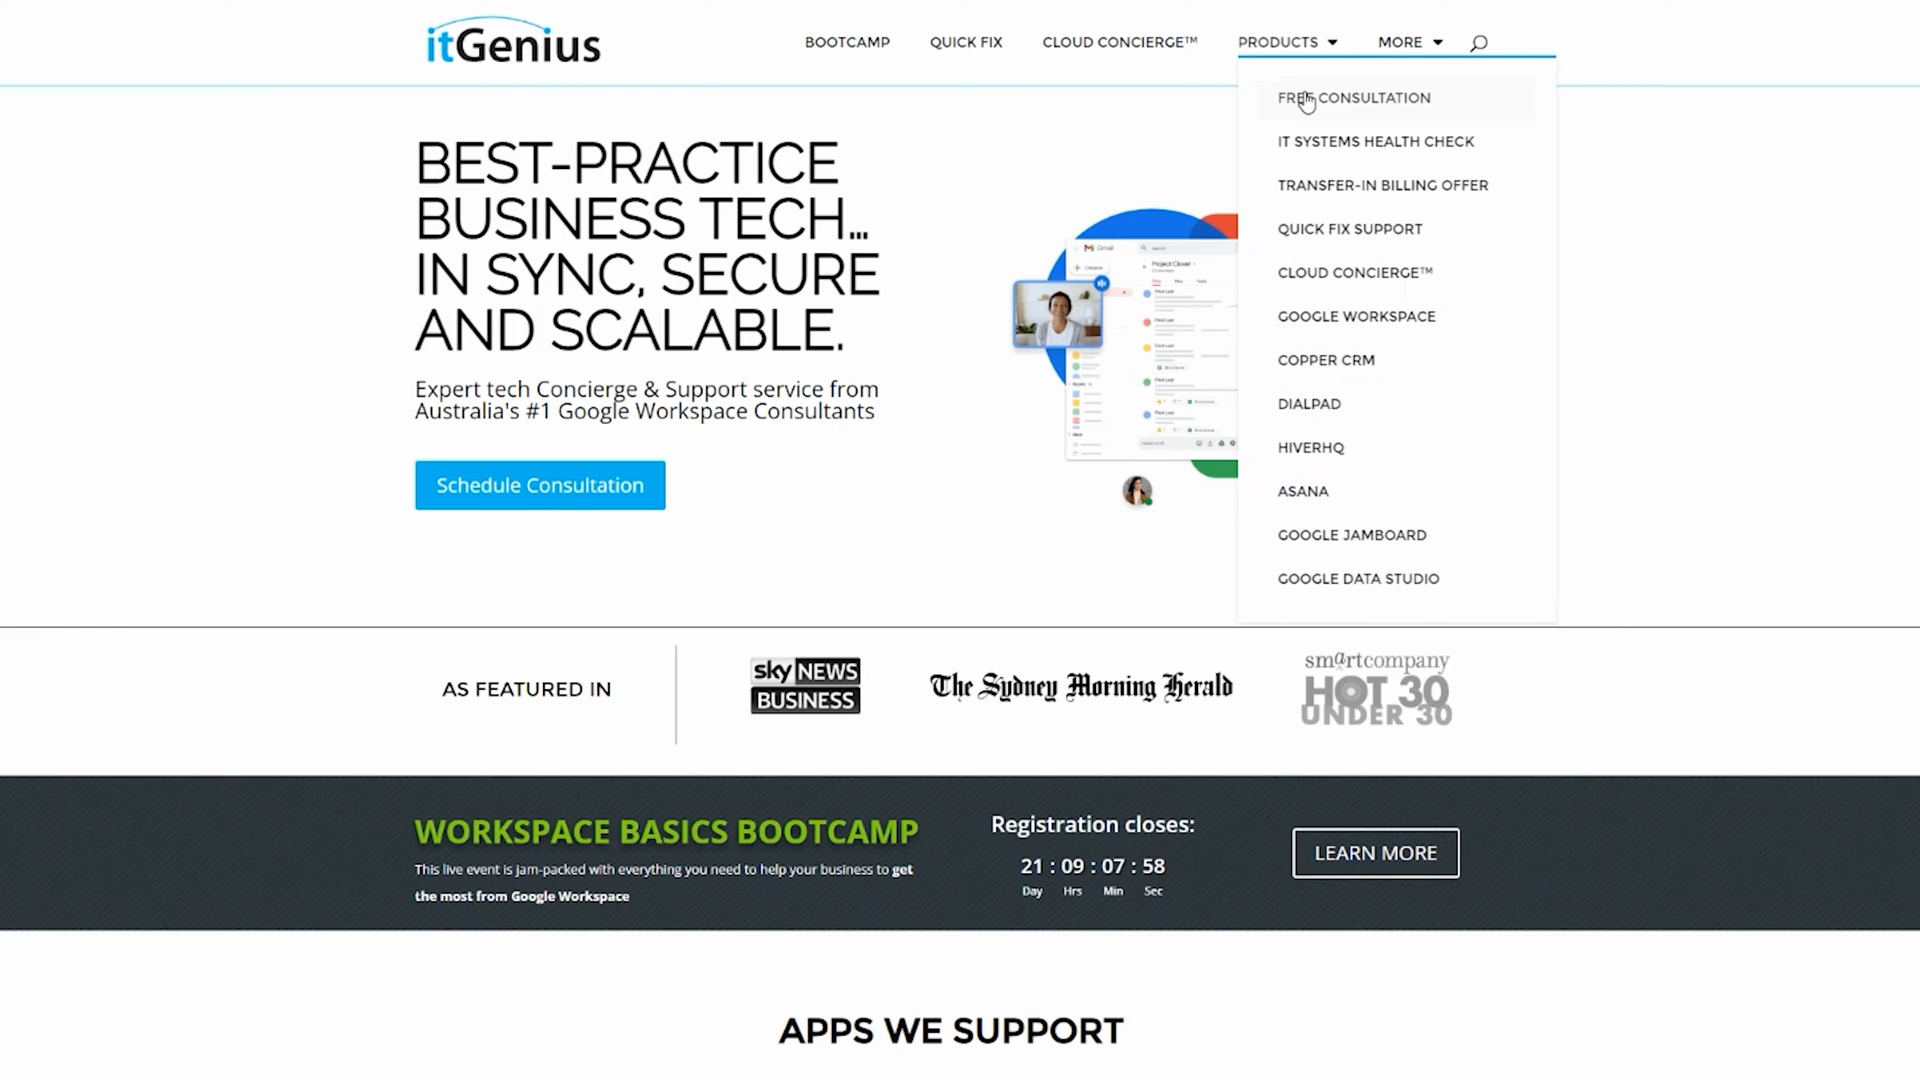 itGenius
BOOTCAMP
QUICK FIX
CLOUD CONCIERGE™
PRODUCTS
MORE
FREE CONSULTATION
IT SYSTEMS HEALTH CHECK
TRANSFER-IN BILLING OFFER
QUICK FIX SUPPORT
CLOUD CONCIERGE™
GOOGLE WORKSPACE
COPPER CRM
DIALPAD
HIVERHQ
ASANA
GOOGLE JAMBOARD
GOOGLE DATA STUDIO
BEST-PRACTICE
BUSINESS TECH...
IN SYNC, SECURE
AND SCALABLE.
Expert tech Concierge & Support service from
Australia's #1 Google Workspace Consultants
Schedule Consultation
Gmail
Project Clover
AS FEATURED IN
sky NEWS
BUSINESS
The Sydney Morning Herald
smartcompany
HOT 30
UNDER 30
WORKSPACE BASICS BOOTCAMP
This live event is jam-packed with everything you need to help your business to get
the most from Google Workspace
Registration closes:
21 : 09 : 07 : 58
Day Hrs Min Sec
LEARN MORE
APPS WE SUPPORT